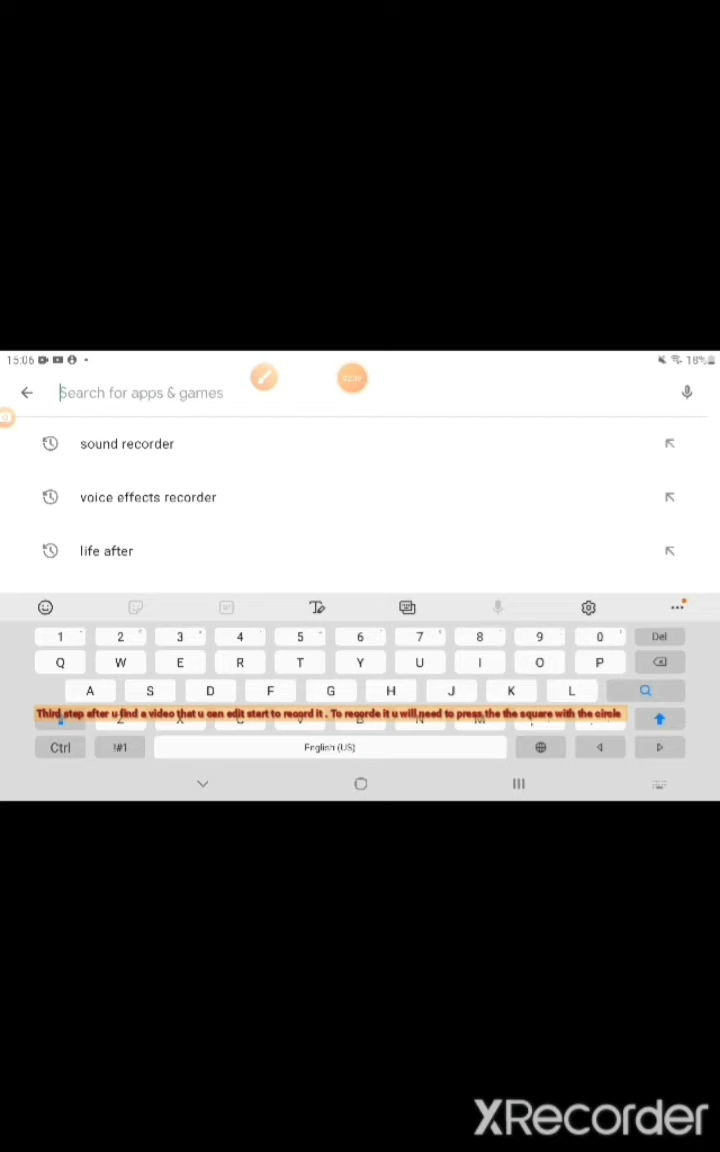 15:06
18%
Search for apps & games
sound recorder
voice effects recorder
life after
1 2 3 4 5 6 7 8 9 0 Del
Q W E R T Y U I O P
A S D F G H J K L
Third step after u find a video that u can edit start to record it . To recorde it u will need to press the the square with the circle
Ctrl !#1 English (US)
XRecorder